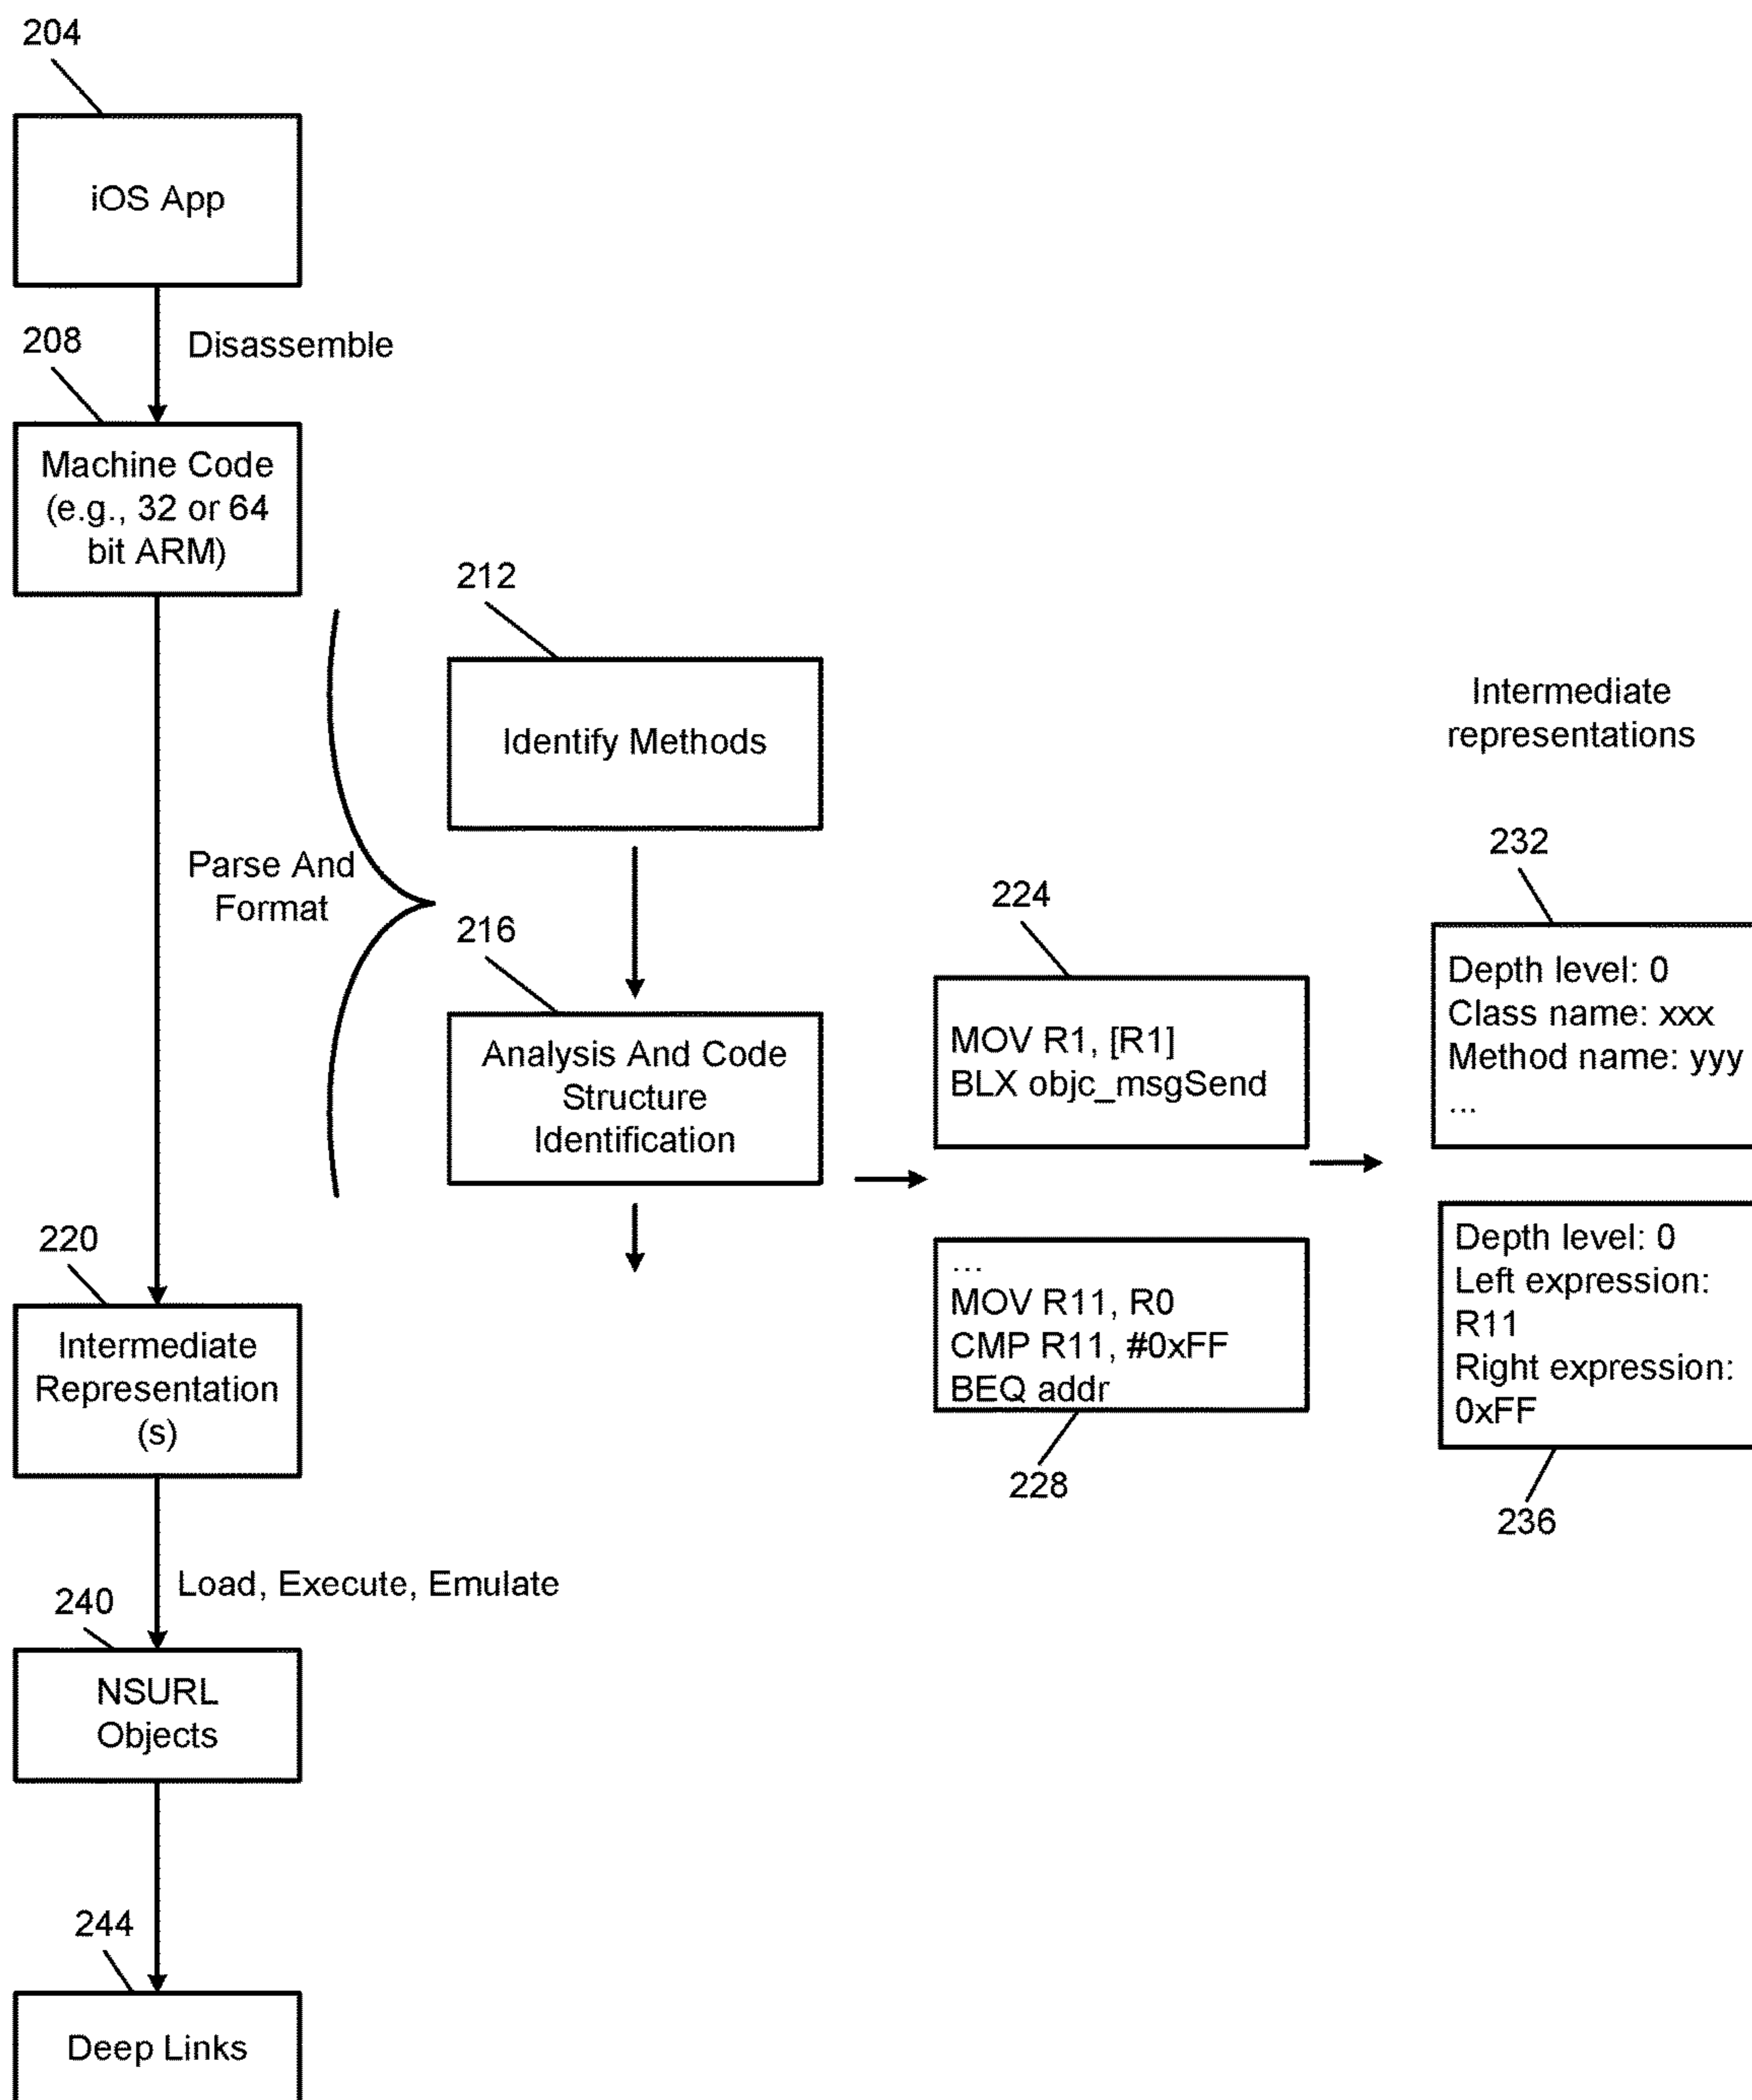 204
iOS App
208
Disassemble
Machine Code
(e.g., 32 or 64
bit ARM)
212
Identify Methods
Parse And
Format
216
Analysis And Code
Structure
Identification
224
MOV R1, [R1]
BLX objc_msgSend
...
MOV R11, R0
CMP R11, #0xFF
BEQ addr
228
Intermediate
representations
232
Depth level: 0
Class name: xxx
Method name: yyy
...
Depth level: 0
Left expression:
R11
Right expression:
0xFF
236
220
Intermediate
Representation
(s)
Load, Execute, Emulate
240
NSURL
Objects
244
Deep Links